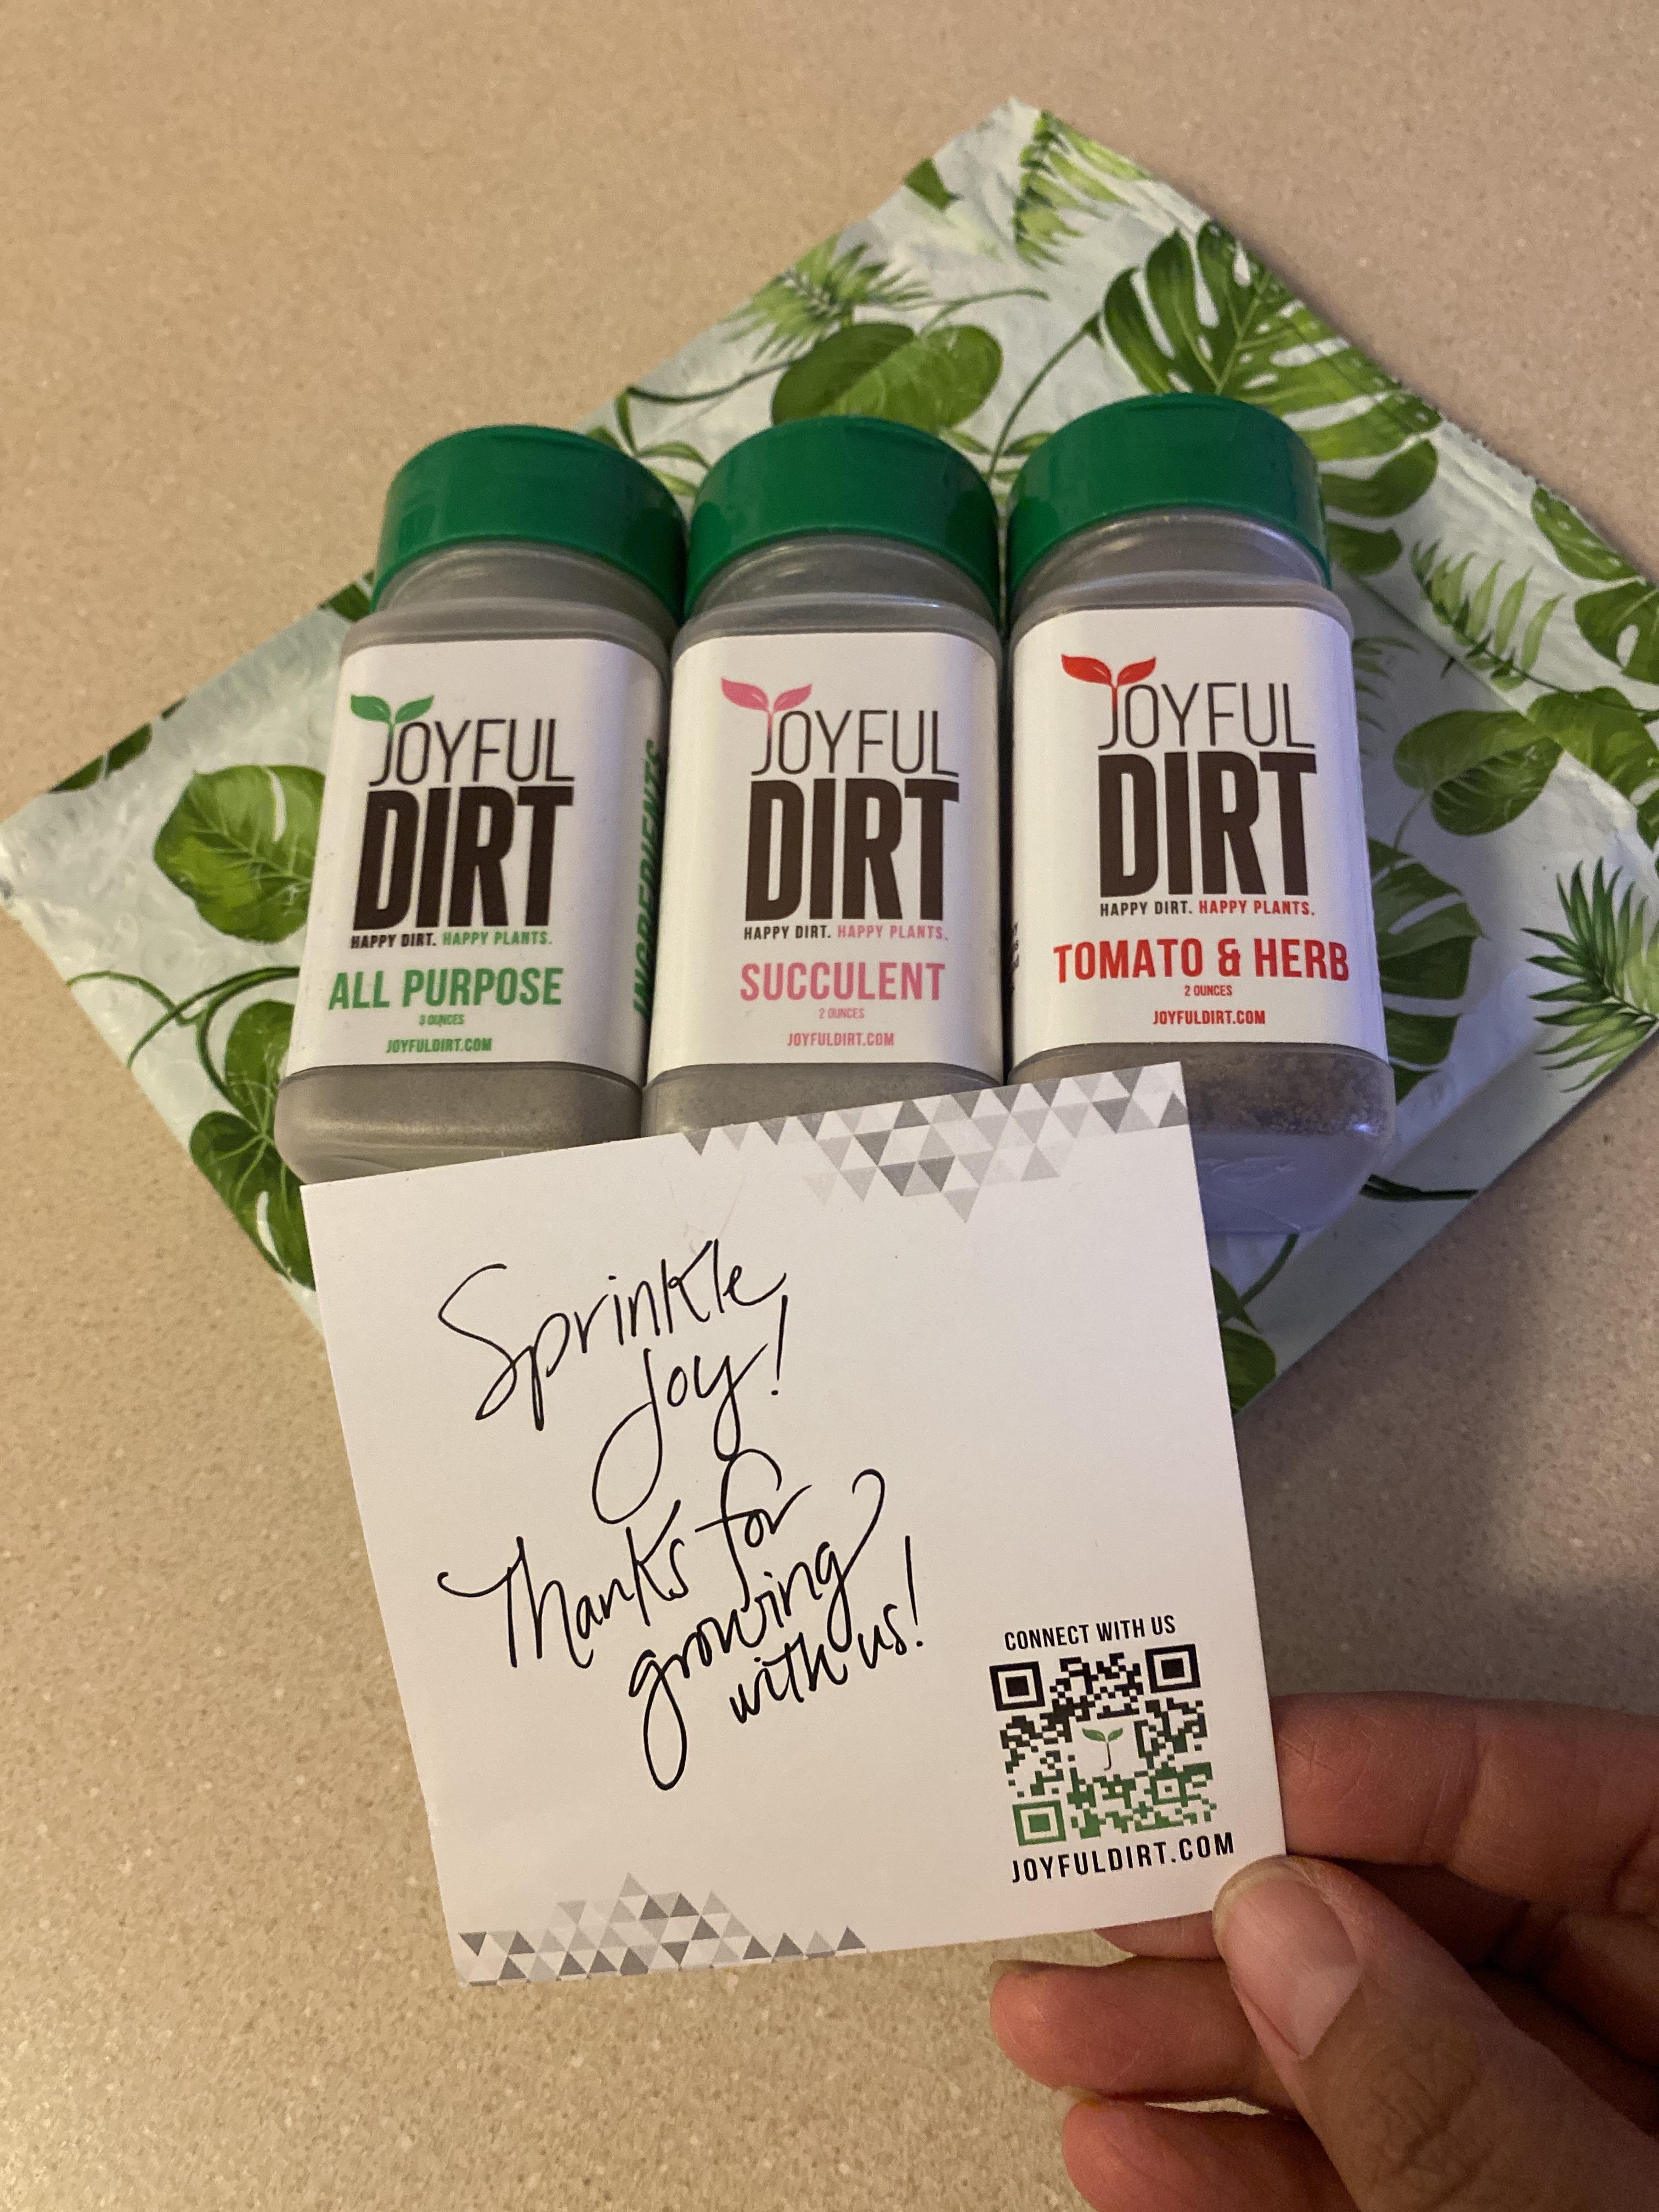 JOYFUL
DIRT
HAPPY DIRT. HAPPY PLANTS.
ALL PURPOSE
3 OUNCES
JOYFULDIRT.COM
INGREDIENTS
JOYFUL
DIRT
HAPPY DIRT. HAPPY PLANTS.
SUCCULENT
2 OUNCES
JOYFULDIRT.COM
JOYFUL
DIRT
HAPPY DIRT. HAPPY PLANTS.
TOMATO & HERB
2 OUNCES
JOYFULDIRT.COM
Sprinkle
Joy!
Thanks for
growing
with us!
CONNECT WITH US
JOYFULDIRT.COM